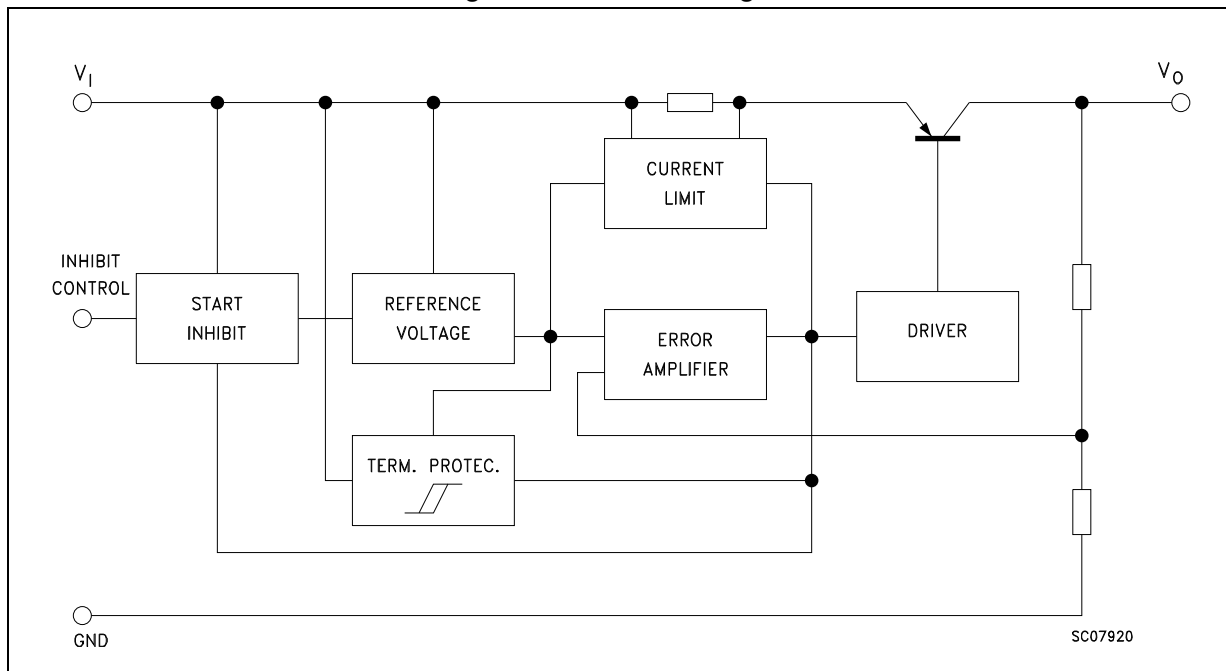 V_I
V_O
CURRENT
LIMIT
INHIBIT
CONTROL
START
INHIBIT
REFERENCE
VOLTAGE
ERROR
AMPLIFIER
DRIVER
TERM. PROTEC.
GND
SC07920